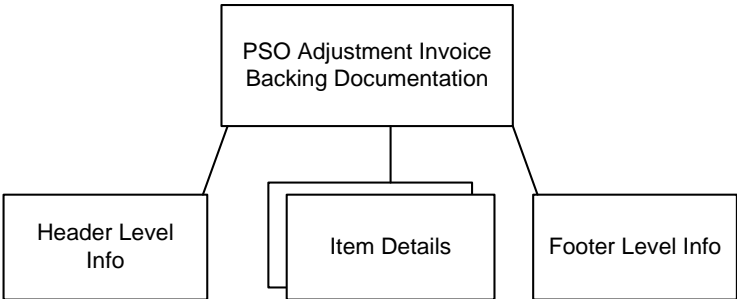 PSO Adjustment Invoice
Backing Documentation
Header Level
Info
Item Details
Footer Level Info